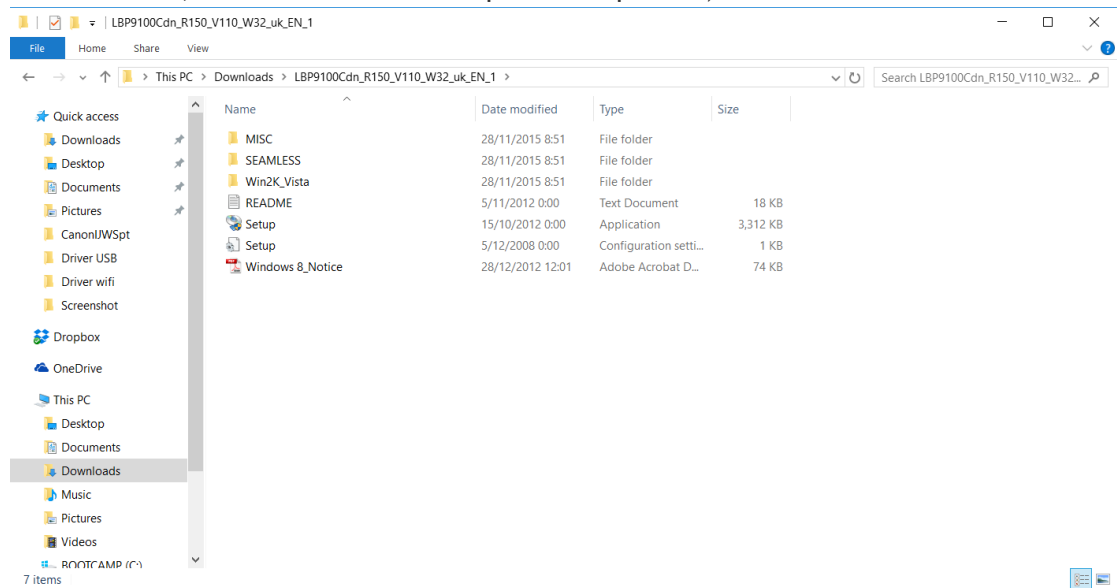 LBP9100Cdn_R150_V110_W32_uk_EN_1
File Home Share View
This PC > Downloads > LBP9100Cdn_R150_V110_W32_uk_EN_1 >
Search LBP9100Cdn_R150_V110_W32...
Name Date modified Type Size
Quick access
Downloads
Desktop
Documents
Pictures
CanonIJWSpt
Driver USB
Driver wifi
Screenshot
Dropbox
OneDrive
This PC
Desktop
Documents
Downloads
Music
Pictures
Videos
BOOTCAMP (C:)
MISC 28/11/2015 8:51 File folder
SEAMLESS 28/11/2015 8:51 File folder
Win2K_Vista 28/11/2015 8:51 File folder
README 5/11/2012 0:00 Text Document 18 KB
Setup 15/10/2012 0:00 Application 3,312 KB
Setup 5/12/2008 0:00 Configuration setti... 1 KB
Windows 8_Notice 28/12/2012 12:01 Adobe Acrobat D... 74 KB
7 items